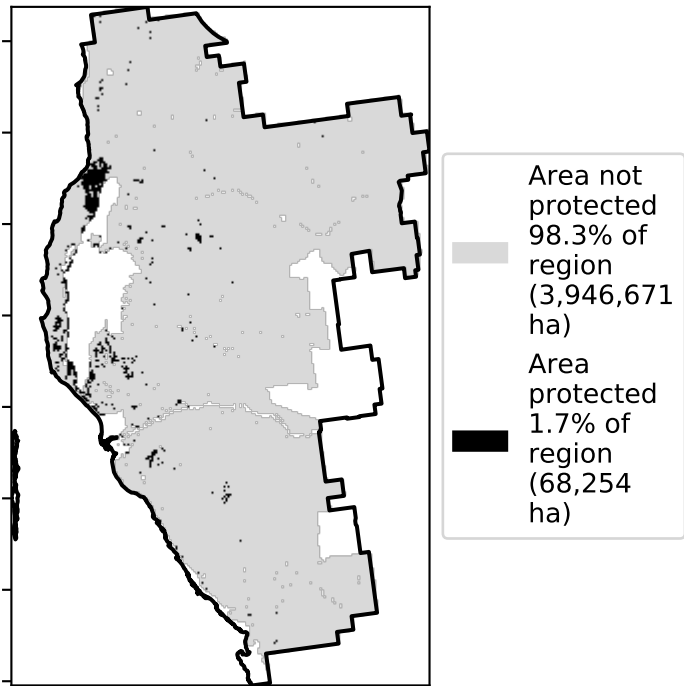 Area not
protected
98.3% of
region
(3,946,671
ha)
Area
protected
1.7% of
region
(68,254
ha)